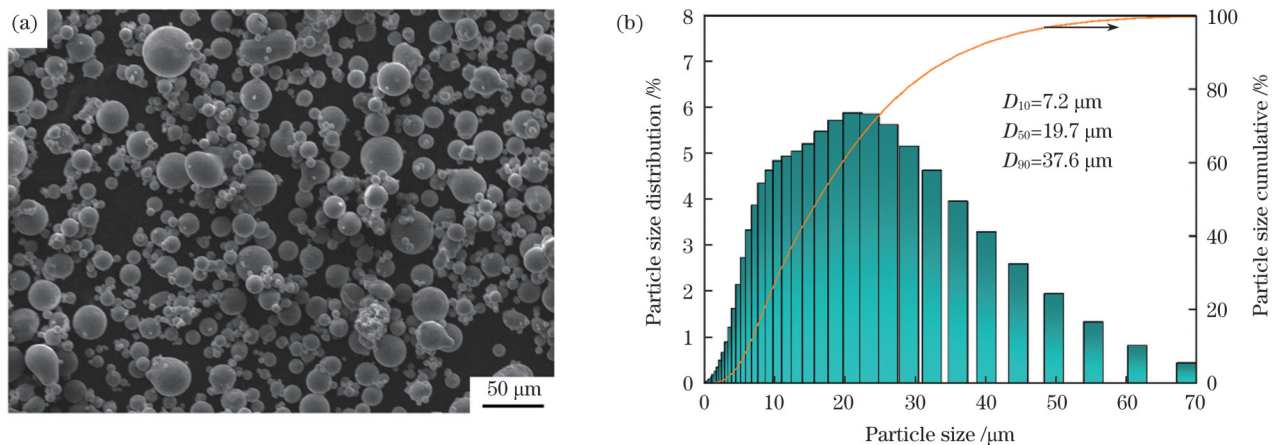 (a)
50 μm
(b)
Particle size distribution /%
8
7
6
5
4
3
2
1
0
D10=7.2 μm
D50=19.7 μm
D90=37.6 μm
100
80
60
40
20
0
Particle size cumulative /%
0 10 20 30 40 50 60 70
Particle size /μm